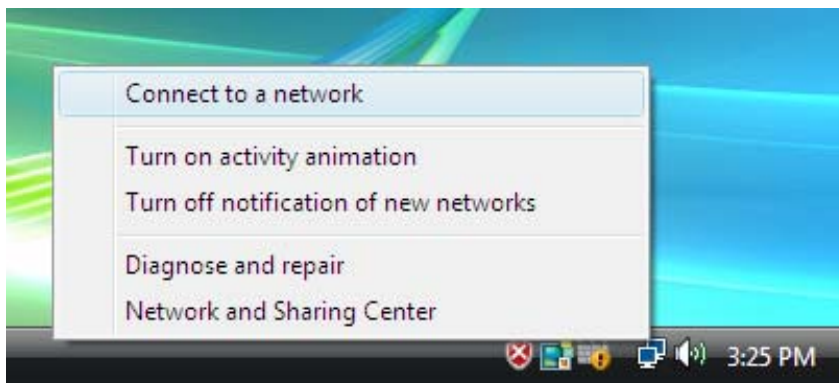 Connect to a network
Turn on activity animation
Turn off notification of new networks
Diagnose and repair
Network and Sharing Center
3:25 PM